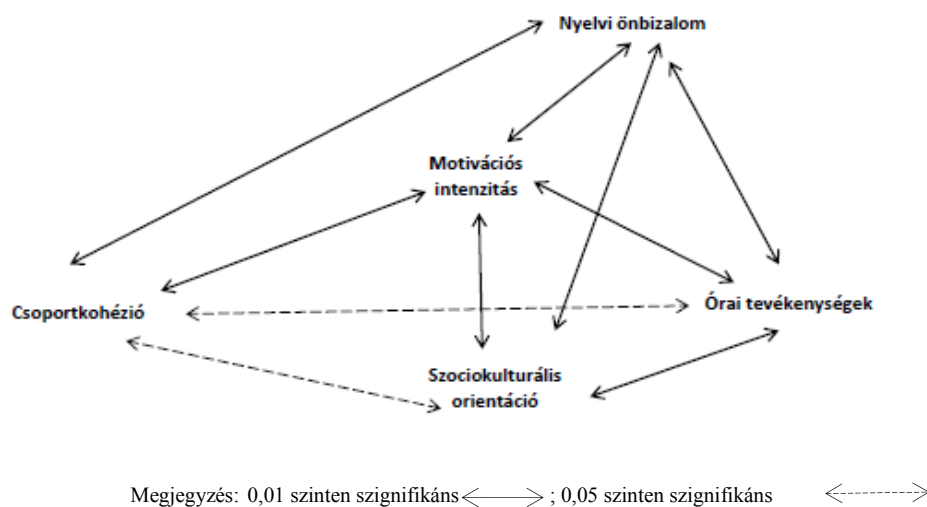 Nyelvi önbizalom
Motivációs
intenzitás
Csoportkohézió
Órai tevékenységek
Szociokulturális
orientáció
Megjegyzés: 0,01 szinten szignifikáns ; 0,05 szinten szignifikáns